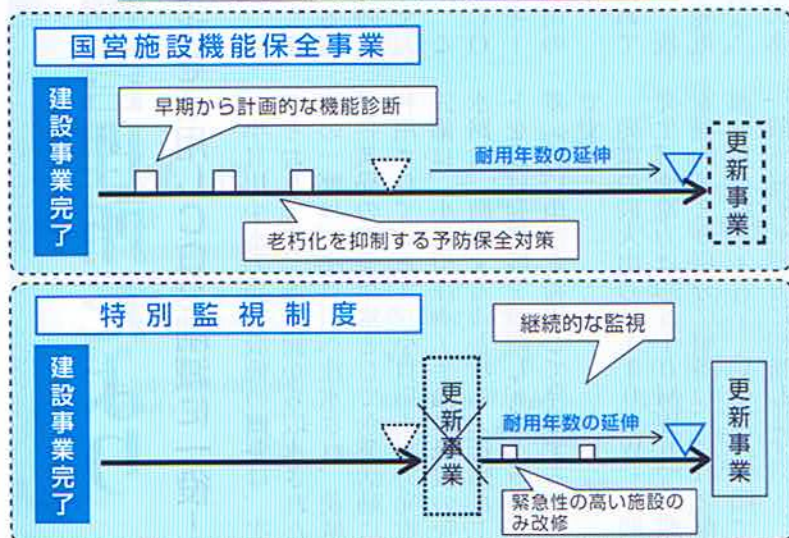 国営施設機能保全事業
建設事業完了
早期から計画的な機能診断
耐用年数の延伸
更新事業
老朽化を抑制する予防保全対策
特別監視制度
建設事業完了
継続的な監視
更新事業
耐用年数の延伸
更新事業
緊急性の高い施設の
み改修